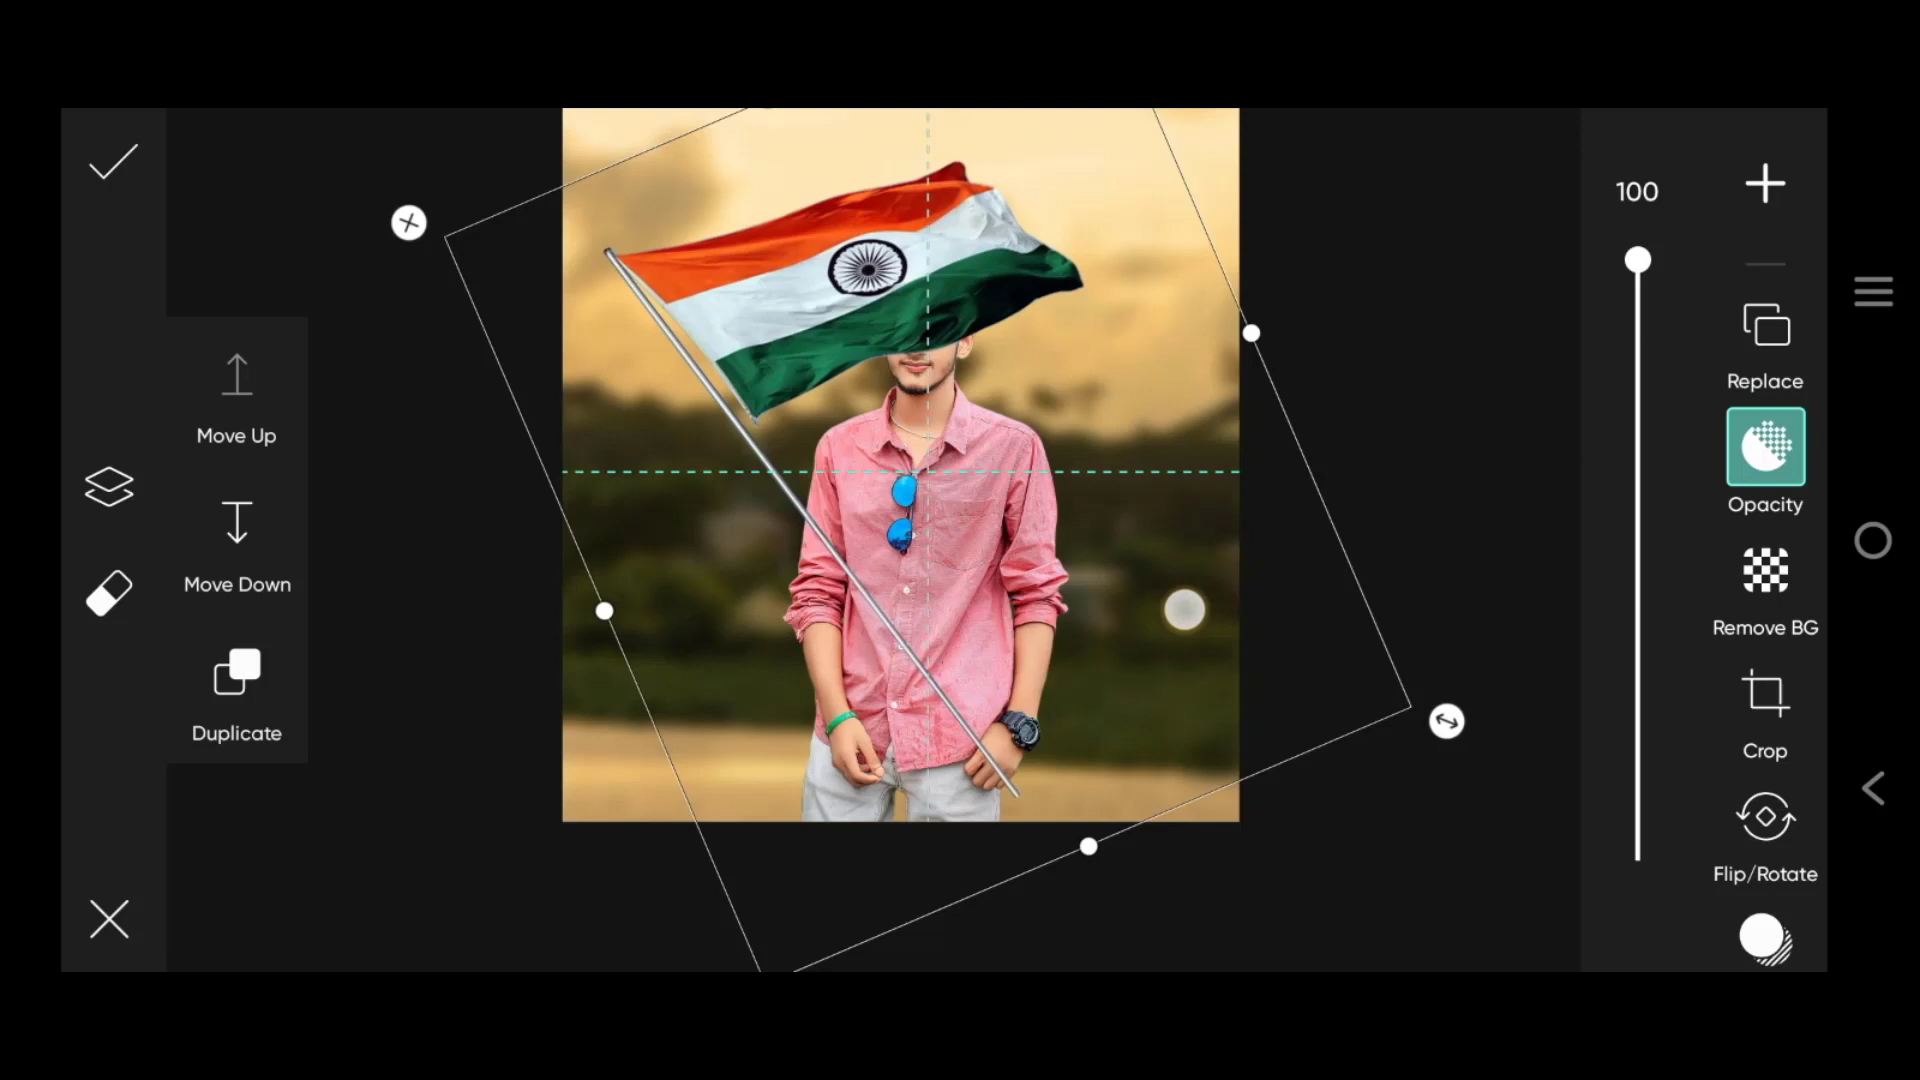 Move Up
Move Down
Duplicate
100
Replace
Opacity
Remove BG
Crop
Flip/Rotate